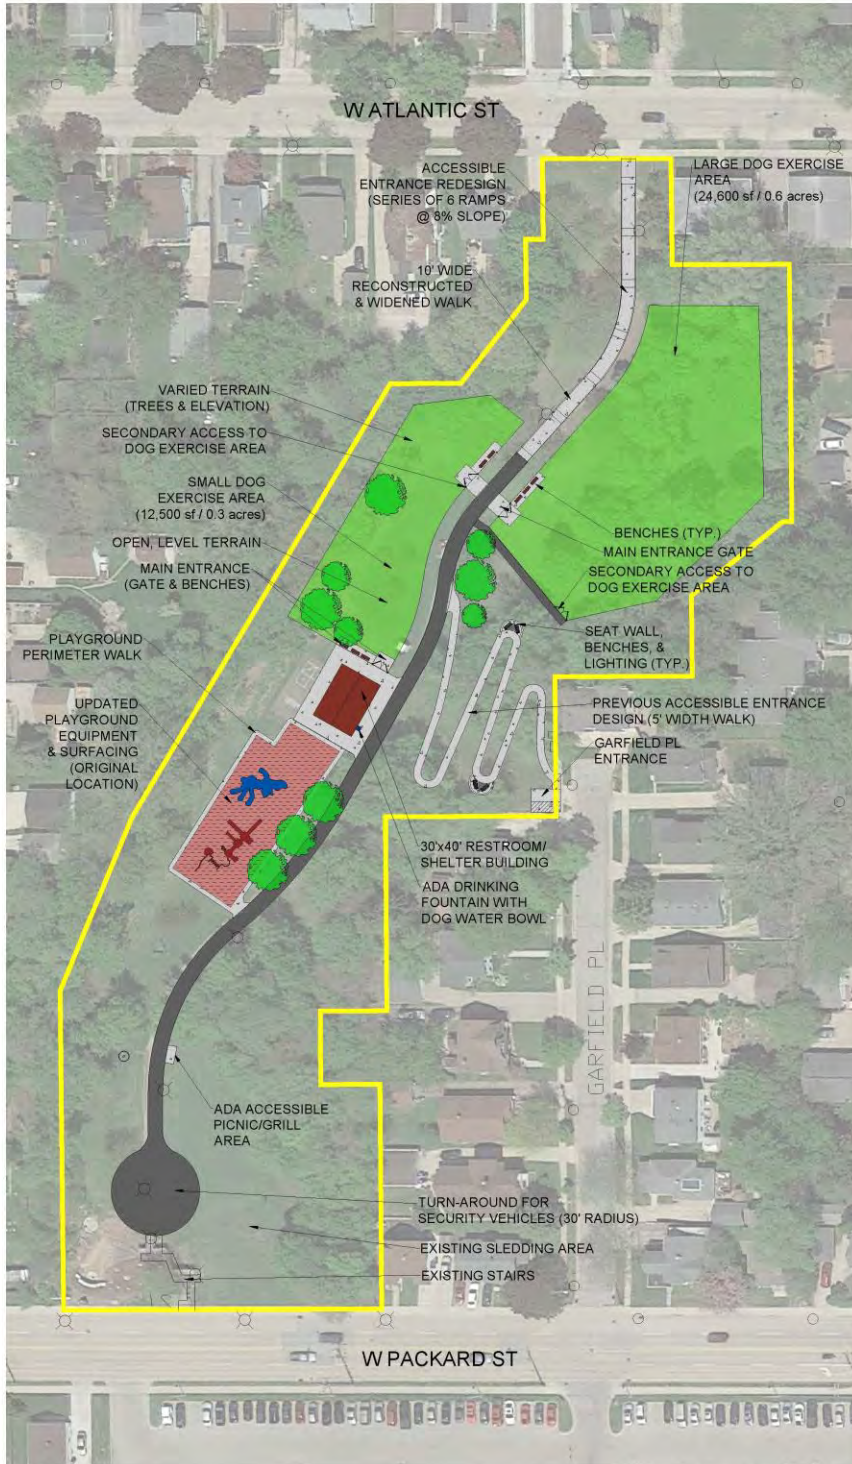 W ATLANTIC ST
ACCESSIBLE
ENTRANCE REDESIGN
(SERIES OF 6 RAMPS
@ 8% SLOPE)
LARGE DOG EXERCISE
AREA
(24,600 sf / 0.6 acres)
10' WIDE
RECONSTRUCTED
& WIDENED WALK
VARIED TERRAIN
(TREES & ELEVATION)
SECONDARY ACCESS TO
DOG EXERCISE AREA
SMALL DOG
EXERCISE AREA
(12,500 sf / 0.3 acres)
OPEN, LEVEL TERRAIN
MAIN ENTRANCE
(GATE & BENCHES)
BENCHES (TYP.)
MAIN ENTRANCE GATE
SECONDARY ACCESS TO
DOG EXERCISE AREA
PLAYGROUND
PERIMETER WALK
SEAT WALL,
BENCHES, &
LIGHTING (TYP.)
UPDATED
PLAYGROUND
EQUIPMENT
& SURFACING
(ORIGINAL
LOCATION)
PREVIOUS ACCESSIBLE ENTRANCE
DESIGN (5' WIDTH WALK)
GARFIELD PL
ENTRANCE
30'x40' RESTROOM/
SHELTER BUILDING
ADA DRINKING
FOUNTAIN WITH
DOG WATER BOWL
GARFIELD PL
ADA ACCESSIBLE
PICNIC/GRILL
AREA
TURN-AROUND FOR
SECURITY VEHICLES (30' RADIUS)
EXISTING SLEDDING AREA
EXISTING STAIRS
W PACKARD ST